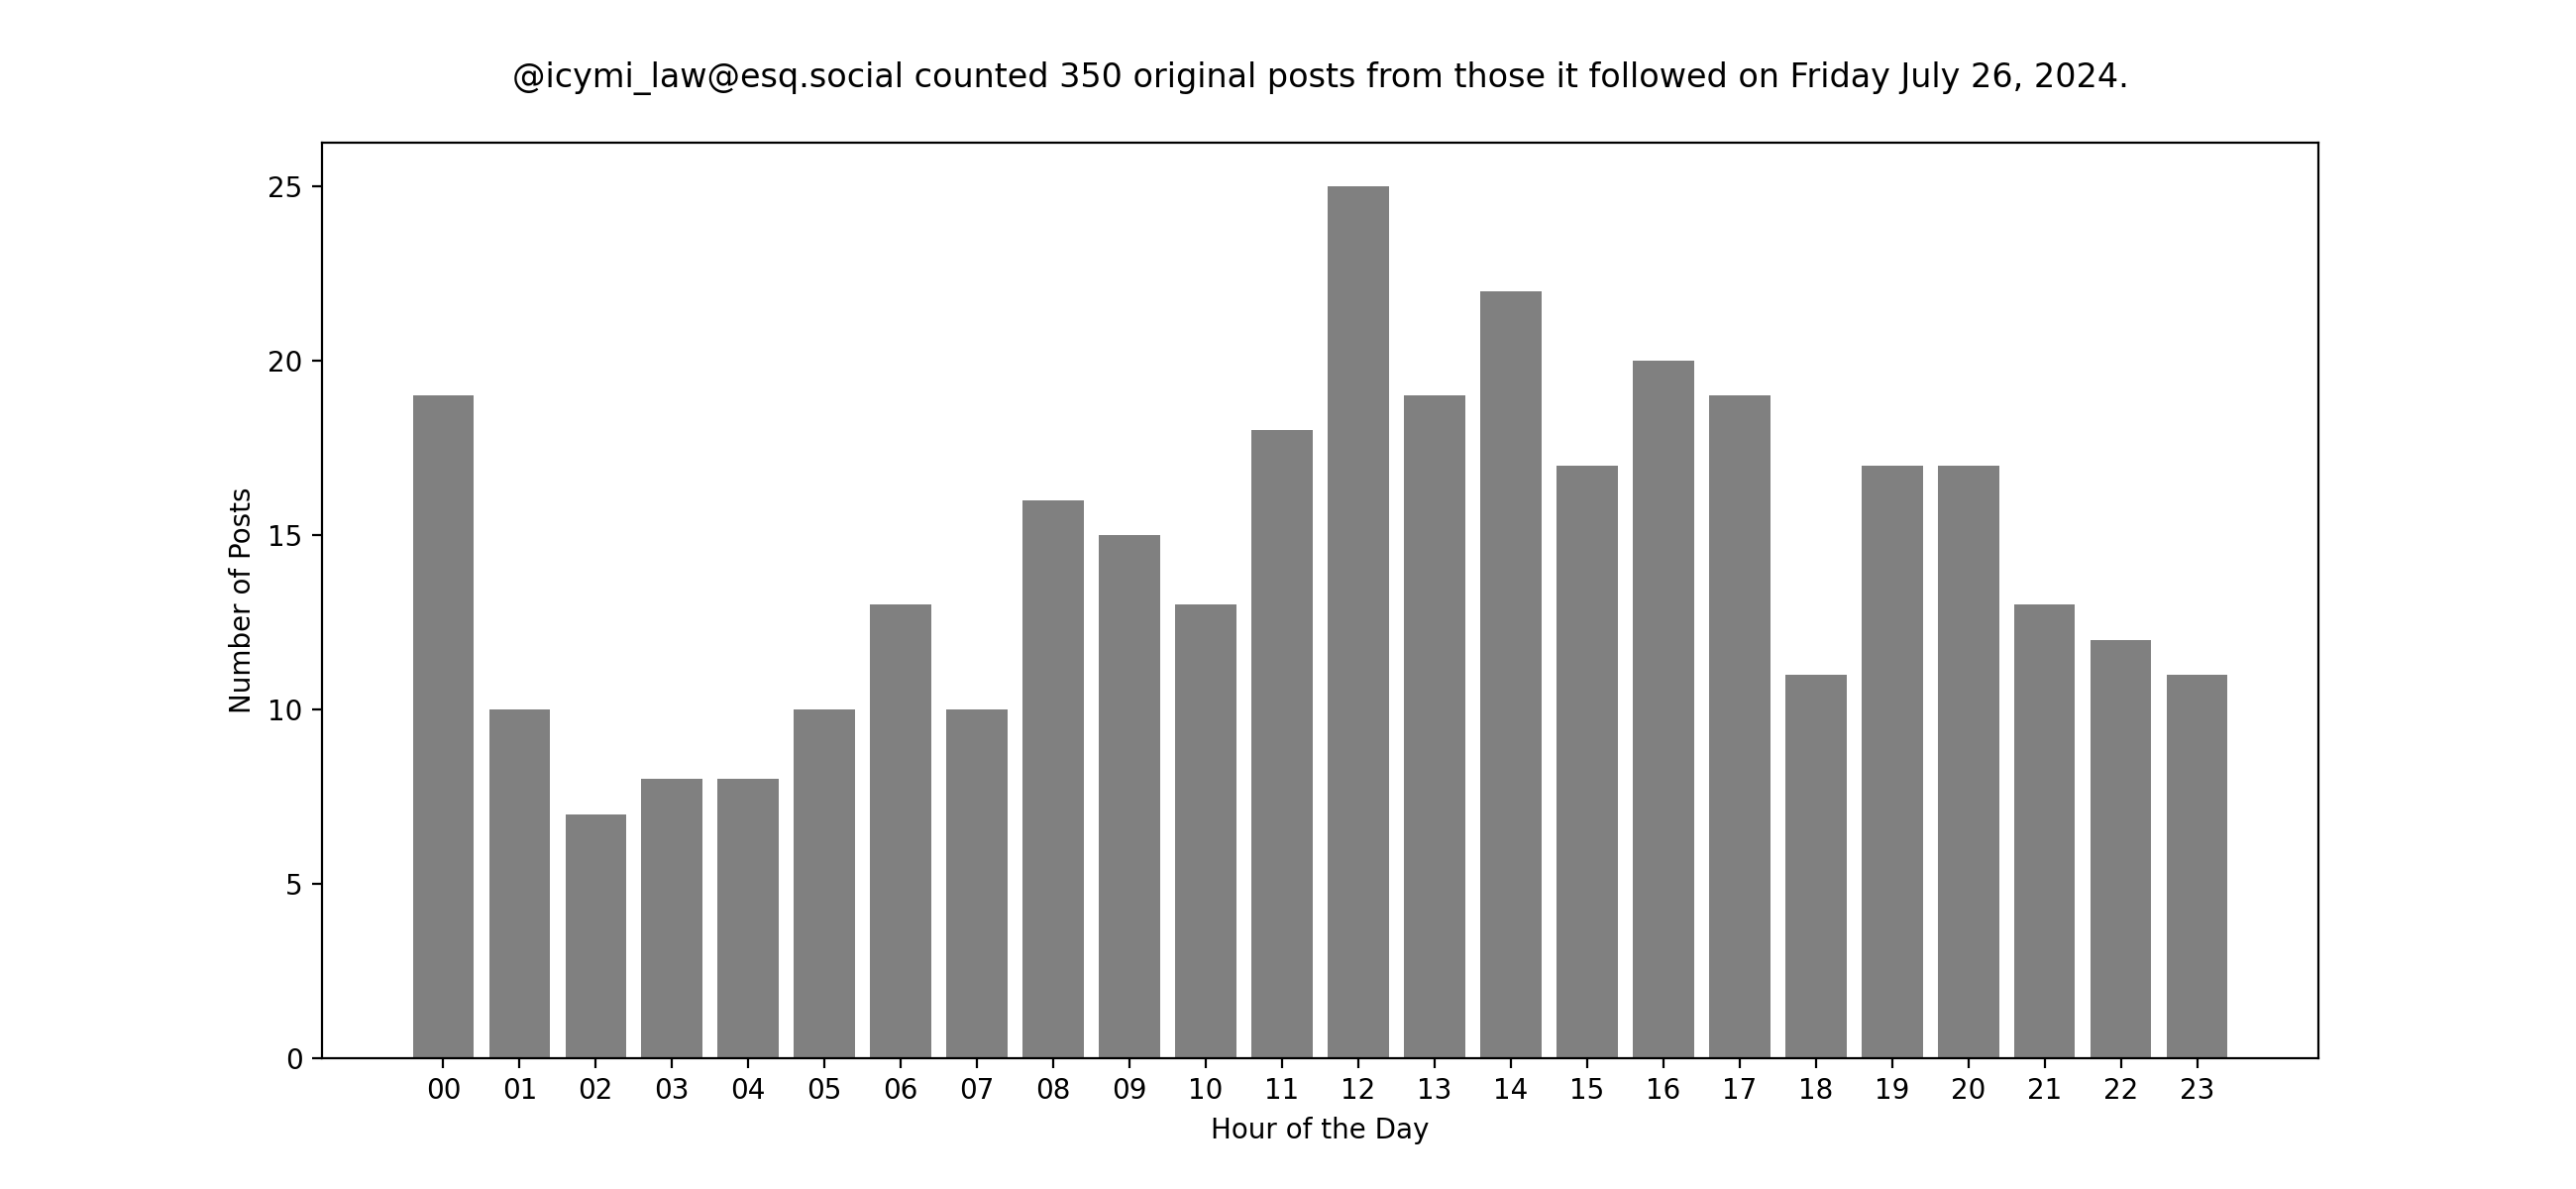 @icymi_law@esq.social counted 350 original posts from those it followed on Friday July 26, 2024.
25
20
15
10
5
0
Number of Posts
00 01 02 03 04 05 06 07 08 09 10 11 12 13 14 15 16 17 18 19 20 21 22 23
Hour of the Day